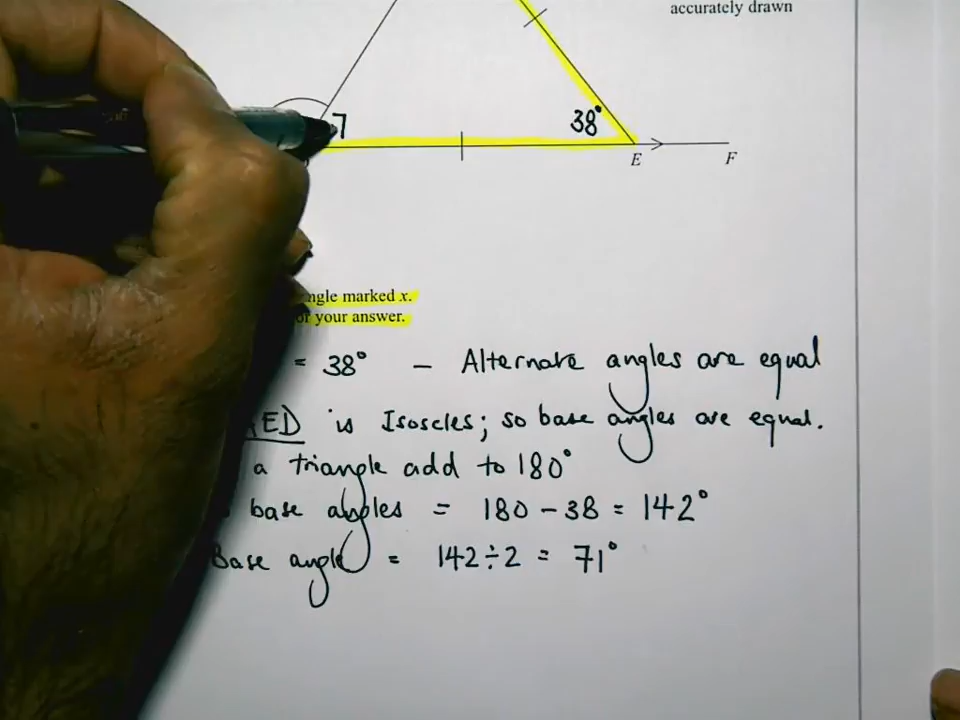 accurately drawn
7
38°
E
F
ngle marked x.
or your answer.
= 38° – Alternate angles are equal
ED is Isosceles; so base angles are equal.
a triangle add to 180°
base angles = 180 – 38 = 142°
Base angle = 142 ÷ 2 = 71°